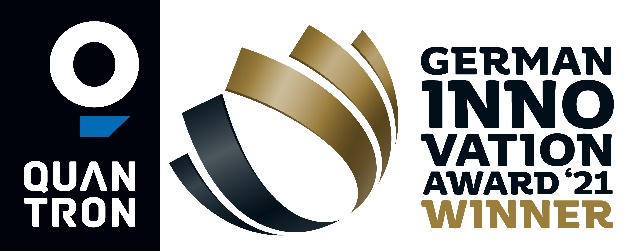 QUAN
TRON
GERMAN
INNO
VATION
AWARD ‘21
WINNER